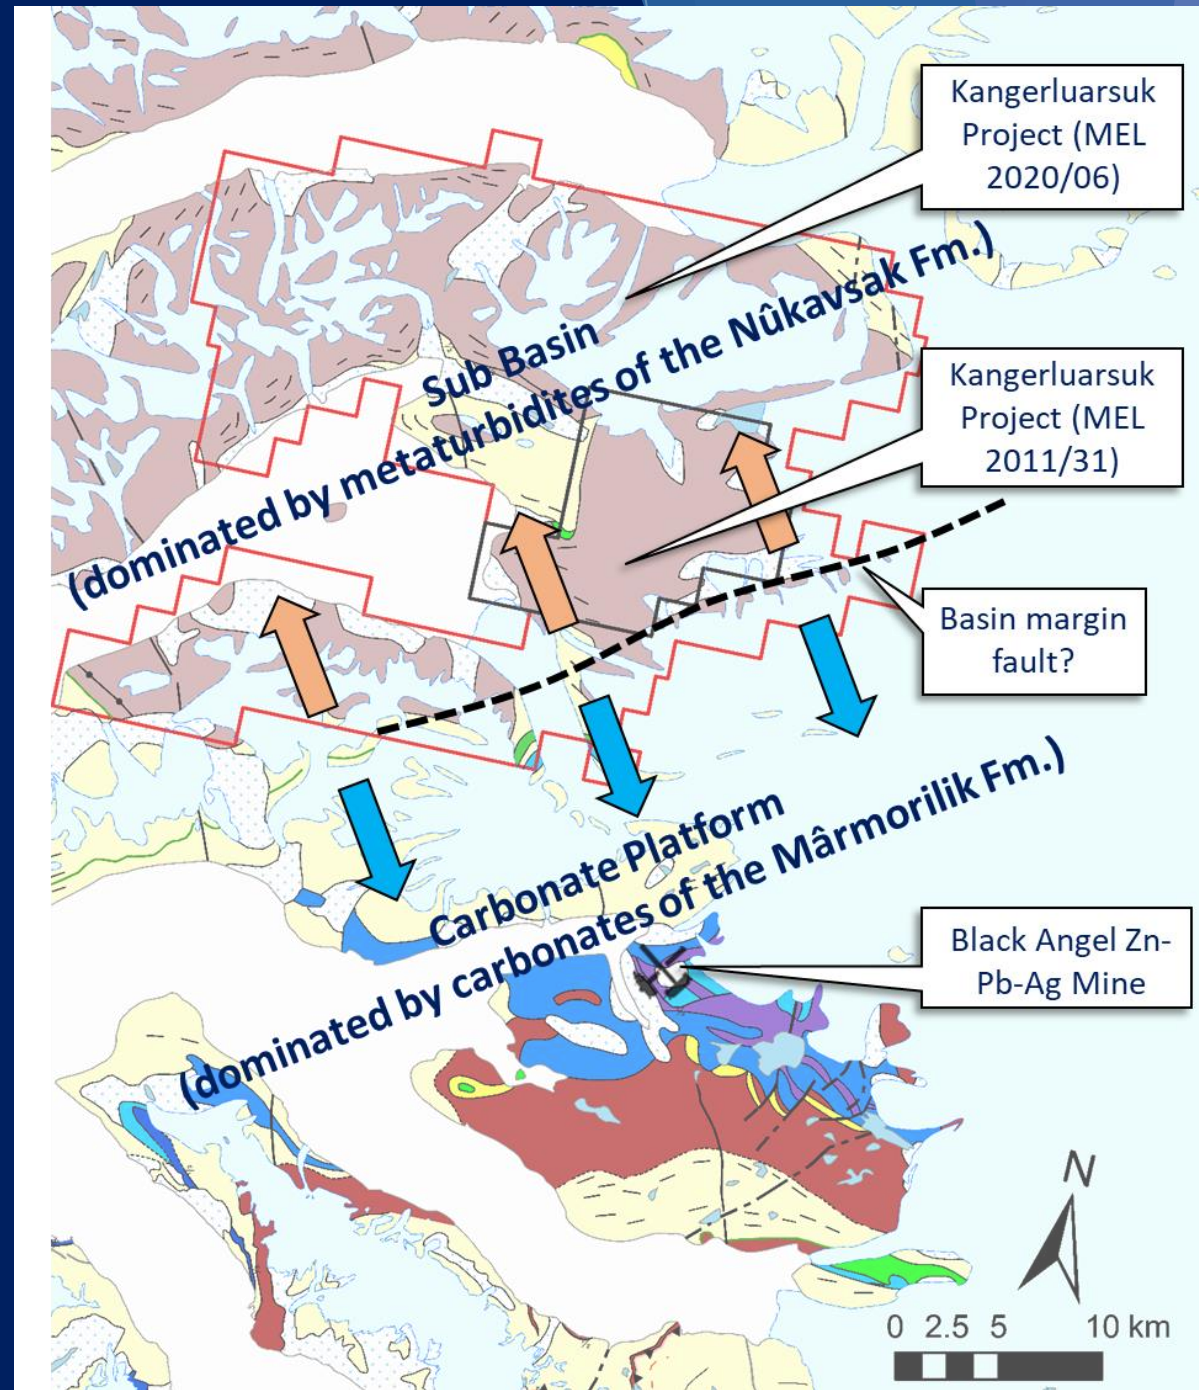 Kangerluarsuk
Project (MEL
2020/06)
Sub Basin
(dominated by metaturbidites of the Nûkavsak Fm.)
Kangerluarsuk
Project (MEL
2011/31)
Basin margin
fault?
Carbonate Platform
(dominated by carbonates of the Mârmorilik Fm.)
Black Angel Zn-
Pb-Ag Mine
N
0 2.5 5 10 km